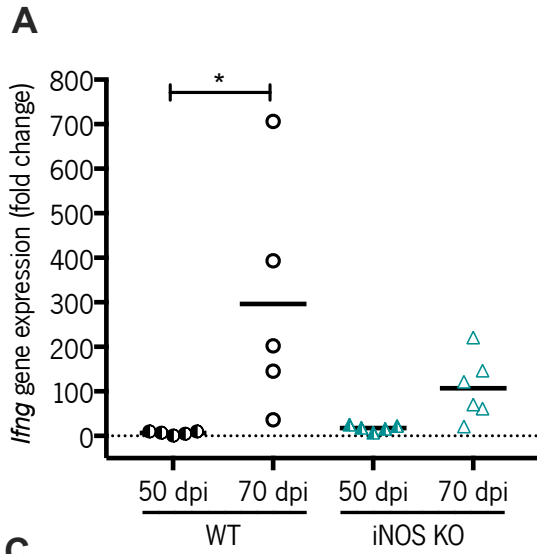 A
Ifng gene expression (fold change)
800
700
600
500
400
300
200
100
0
*
50 dpi 70 dpi 50 dpi 70 dpi
WT iNOS KO
C